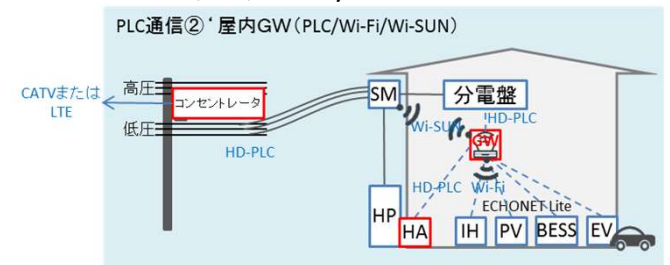 PLC通信②‘屋内GW(PLC/Wi-Fi/Wi-SUN)
高圧
CATVまたは
LTE
コンセントレータ
低圧
HD-PLC
SM
分電盤
Wi-SUN
HD-PLC
GW
HD-PLC
Wi-Fi
ECHONET Lite
HP
HA
IH
PV
BESS
EV